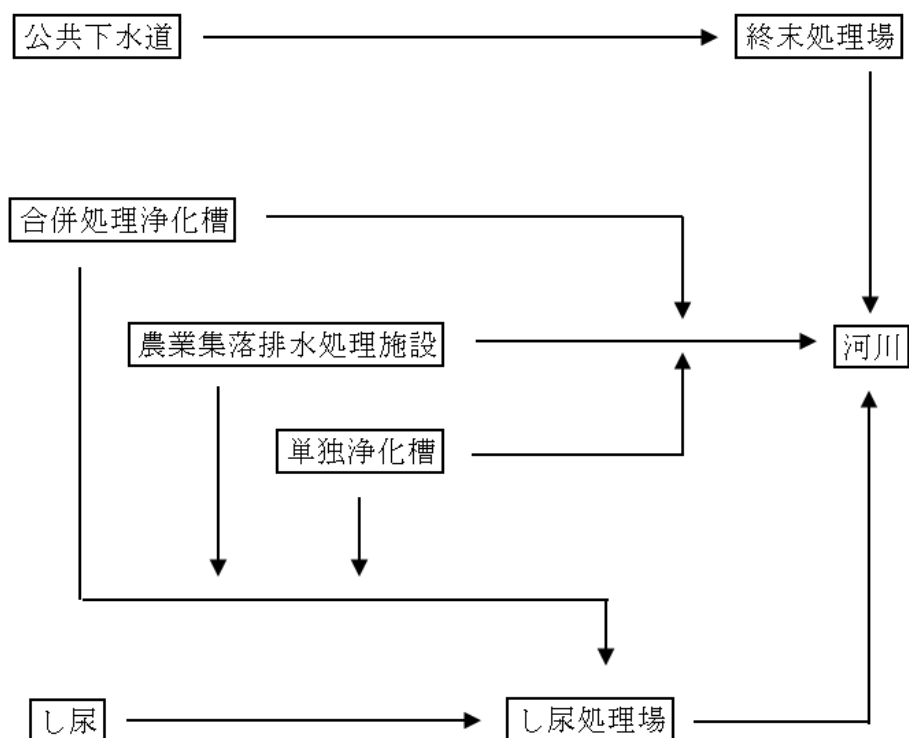 公共下水道
終末処理場
合併処理浄化槽
農業集落排水処理施設
河川
単独浄化槽
し尿
し尿処理場